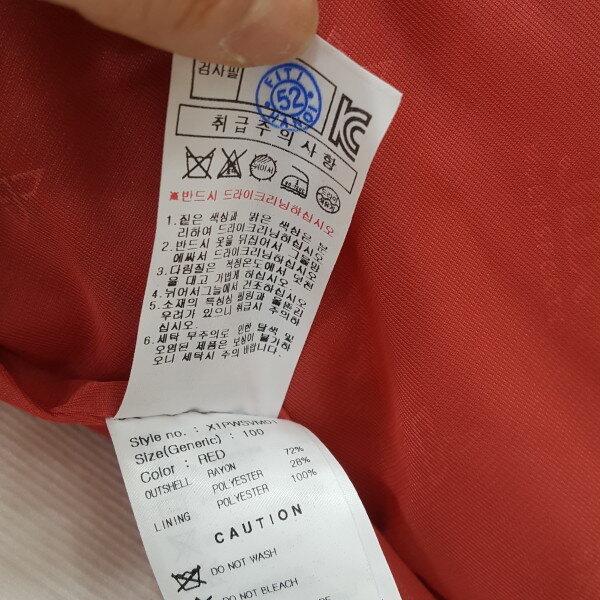 검사필
FITI
52
취급주의사항
※반드시 드라이크리닝하십시오
1. 짙은 색상과 밝은 색상은 분
리하여 드라이크리닝하십시오
2. 반드시 옷을 뒤집어서 그물망
에싸서 드라이크리닝하십시오
3. 다림질은 적정온도에서 덧천
을 대고 가볍게 하십시오
4. 뉘어서그늘에서 건조하십시오
5. 소재의 특성상 필링과 올뜯김
우려가 있으니 취급시 주의하
십시오.
6. 세탁 부주의로 인한 탈색 및
오염된 제품은 보상이 불가하
오니 세탁시 주의 바랍니다.
Style no. : X1PWSVM01
Size(Generic) : 100
Color : RED
OUTSHELL RAYON 72%
POLYESTER 28%
LINING POLYESTER 100%
CAUTION
DO NOT WASH
DO NOT BLEACH